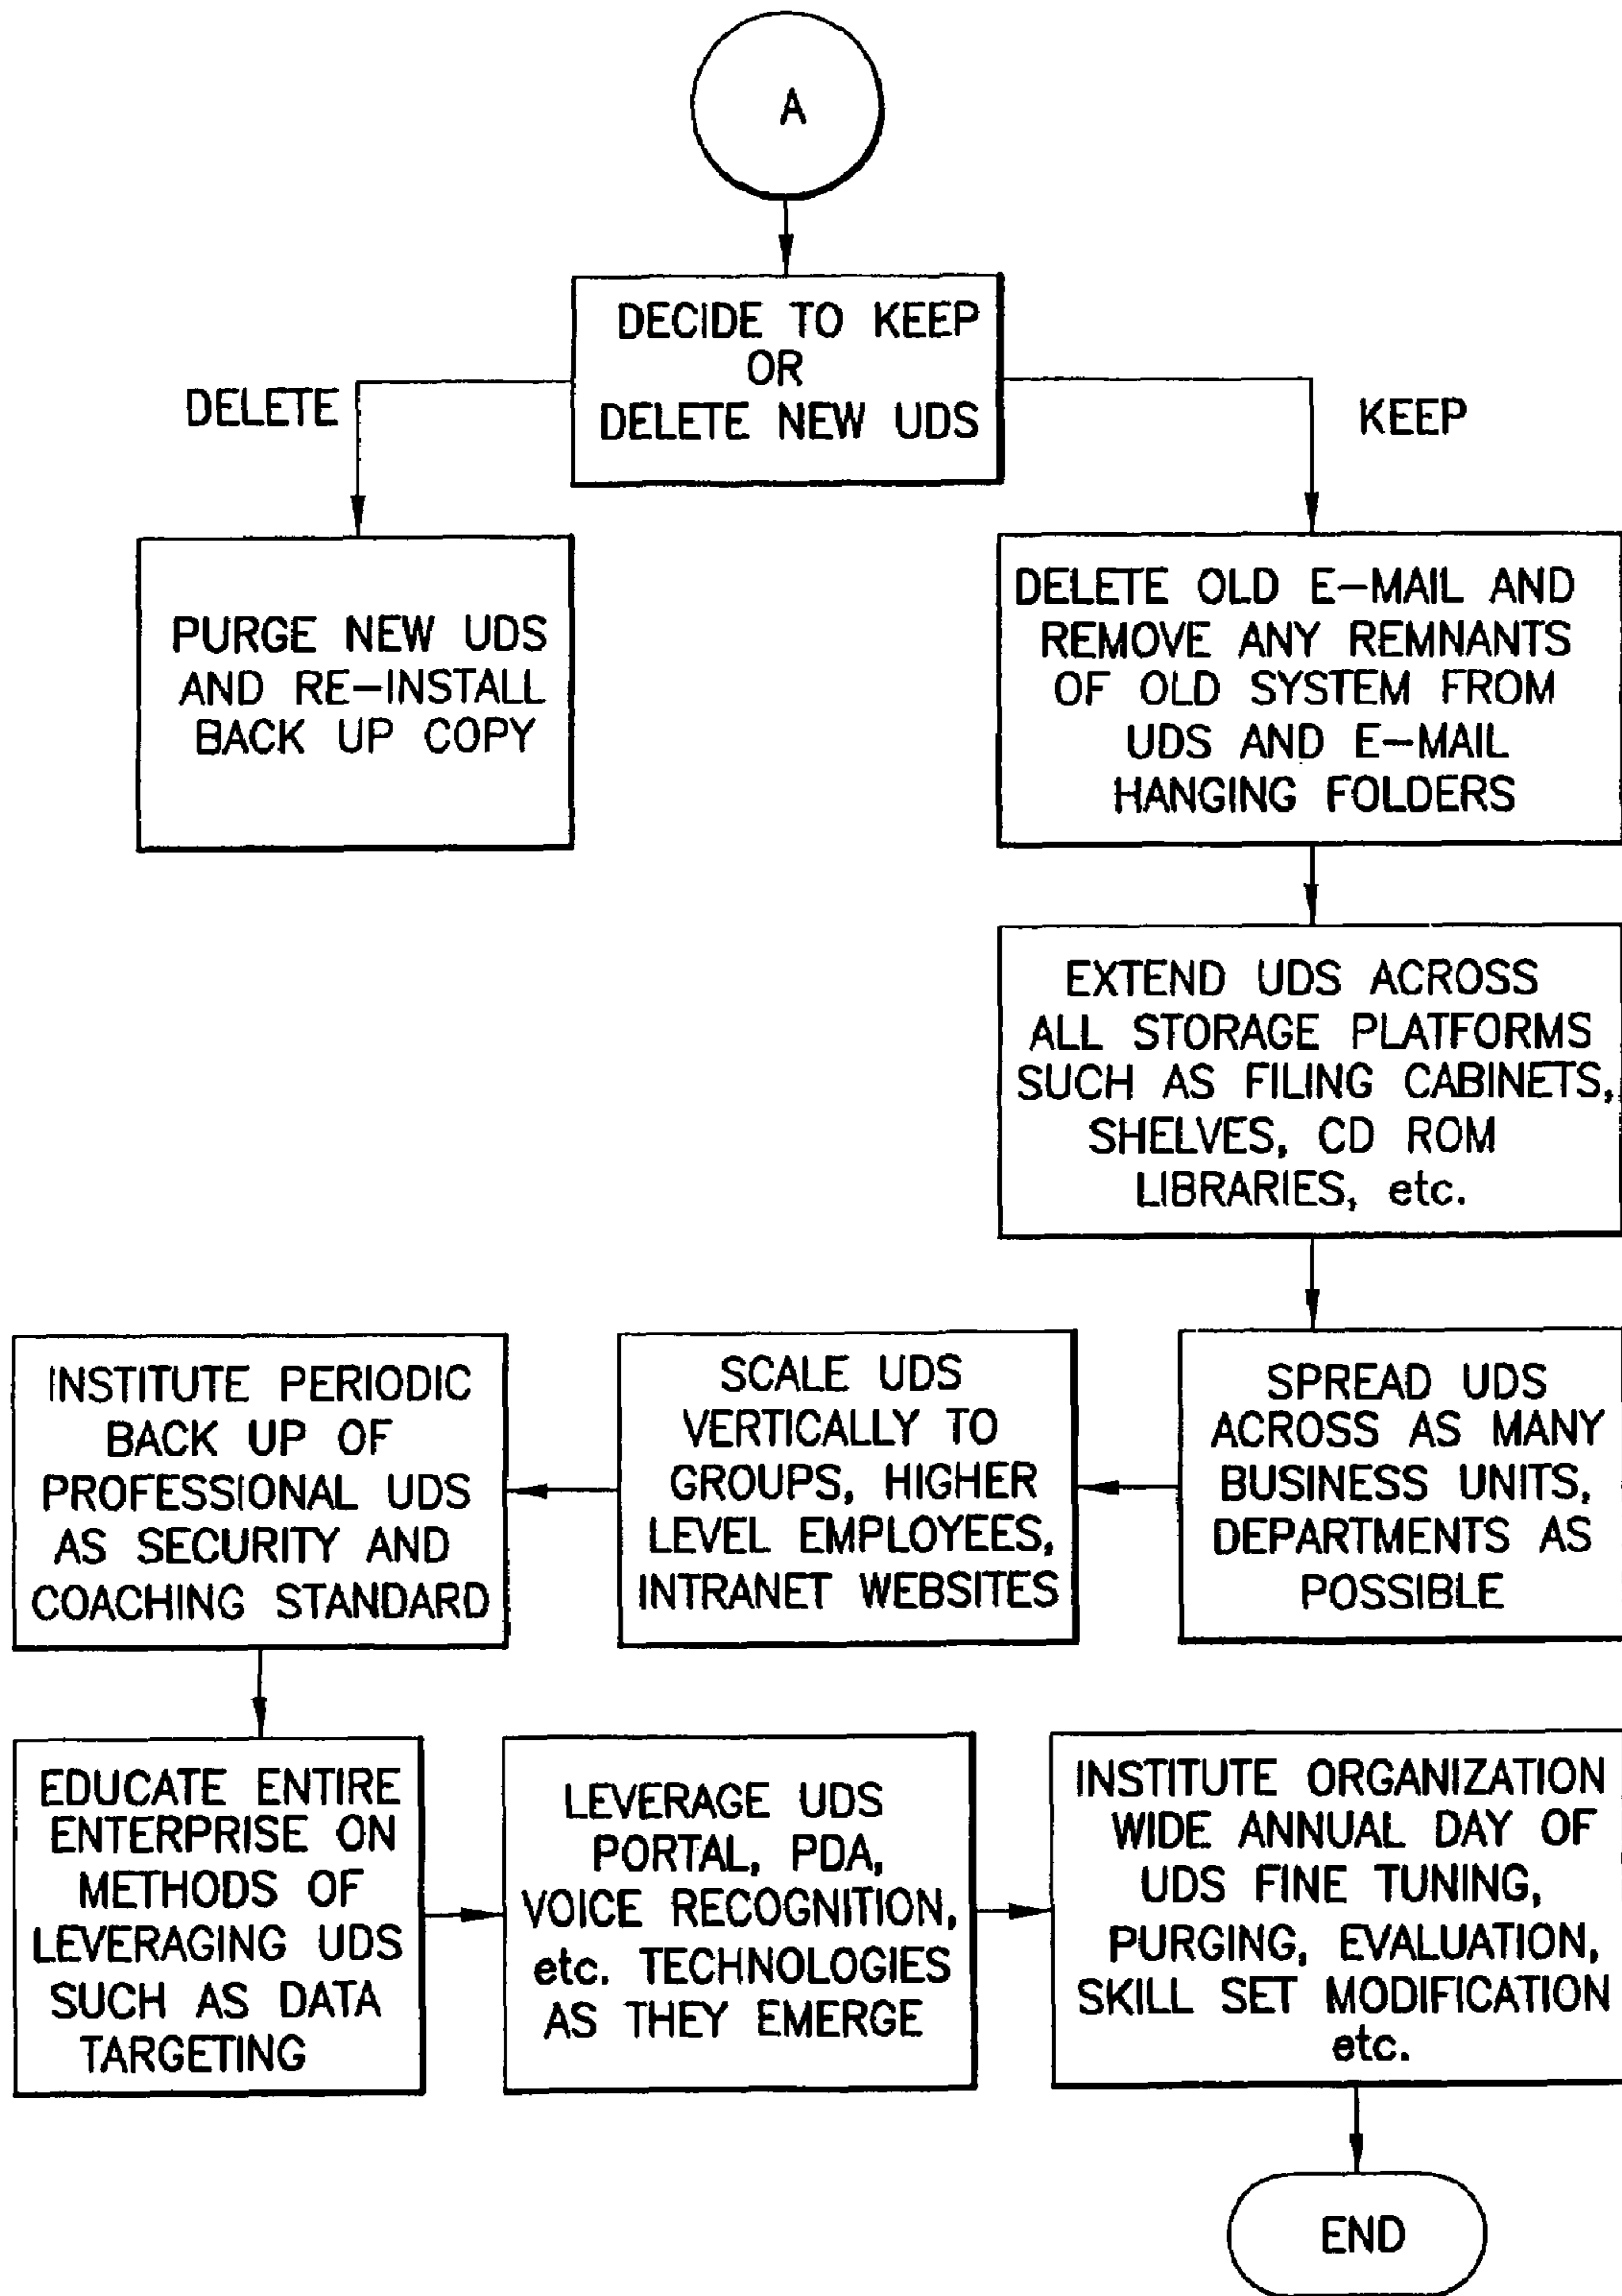 A
DECIDE TO KEEP
OR
DELETE NEW UDS
DELETE
KEEP
PURGE NEW UDS
AND RE-INSTALL
BACK UP COPY
DELETE OLD E-MAIL AND
REMOVE ANY REMNANTS
OF OLD SYSTEM FROM
UDS AND E-MAIL
HANGING FOLDERS
EXTEND UDS ACROSS
ALL STORAGE PLATFORMS
SUCH AS FILING CABINETS,
SHELVES, CD ROM
LIBRARIES, etc.
SPREAD UDS
ACROSS AS MANY
BUSINESS UNITS,
DEPARTMENTS AS
POSSIBLE
SCALE UDS
VERTICALLY TO
GROUPS, HIGHER
LEVEL EMPLOYEES,
INTRANET WEBSITES
INSTITUTE PERIODIC
BACK UP OF
PROFESSIONAL UDS
AS SECURITY AND
COACHING STANDARD
EDUCATE ENTIRE
ENTERPRISE ON
METHODS OF
LEVERAGING UDS
SUCH AS DATA
TARGETING
LEVERAGE UDS
PORTAL, PDA,
VOICE RECOGNITION,
etc. TECHNOLOGIES
AS THEY EMERGE
INSTITUTE ORGANIZATION
WIDE ANNUAL DAY OF
UDS FINE TUNING,
PURGING, EVALUATION,
SKILL SET MODIFICATION
etc.
END